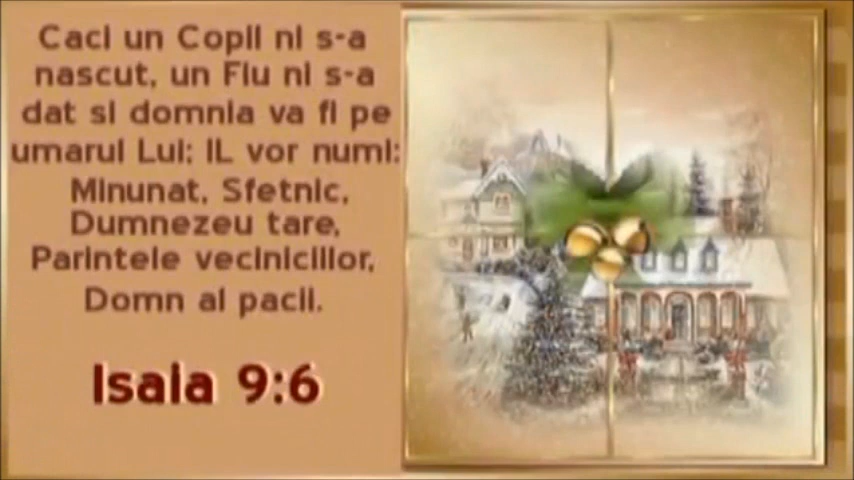 Caci un Copil ni s-a
nascut, un Fiu ni s-a
dat si domnia va fi pe
umarul Lui; IL vor numi:
Minunat, Sfetnic,
Dumnezeu tare,
Parintele veciniciilor,
Domn al pacii.
Isaia 9:6